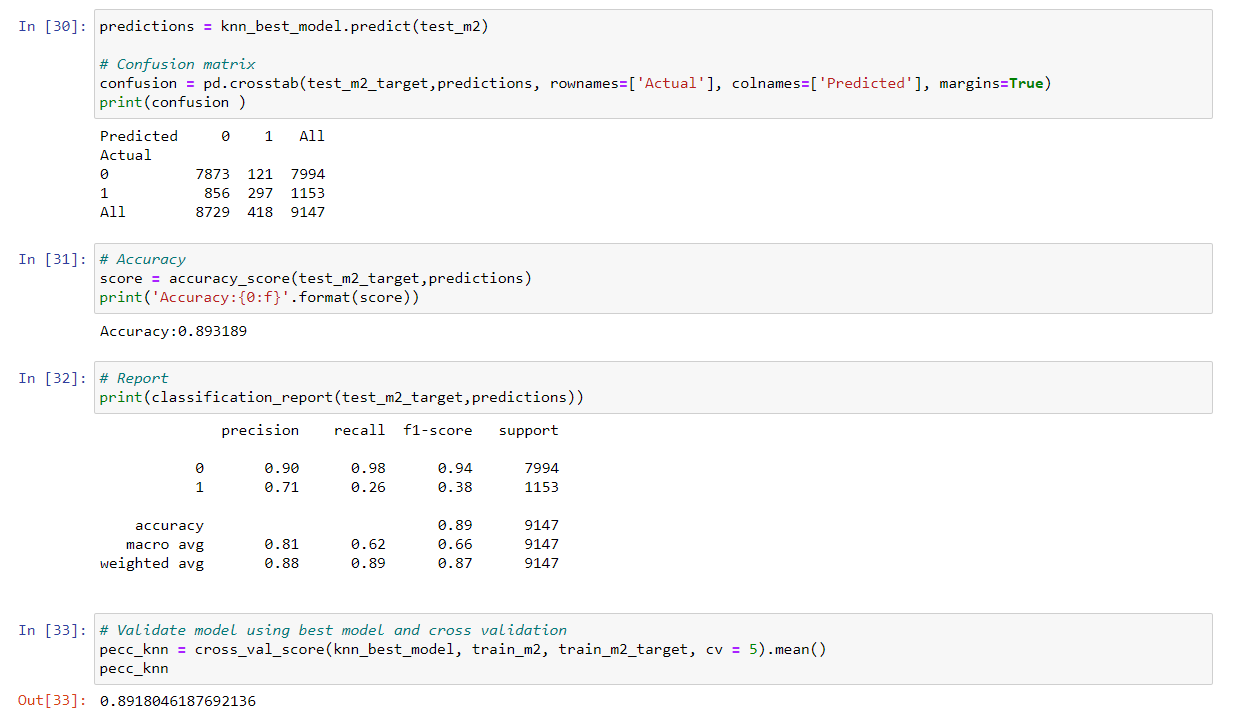 In [30]: predictions = knn_best_model.predict(test_m2)
# Confusion matrix
confusion = pd.crosstab(test_m2_target,predictions, rownames=['Actual'], colnames=['Predicted'], margins=True)
print(confusion )
Predicted 0 1 All
Actual
0 7873 121 7994
1 856 297 1153
All 8729 418 9147
In [31]: # Accuracy
score = accuracy_score(test_m2_target,predictions)
print('Accuracy:{0:f}'.format(score))
Accuracy:0.893189
In [32]: # Report
print(classification_report(test_m2_target,predictions))
precision recall f1-score support
0 0.90 0.98 0.94 7994
1 0.71 0.26 0.38 1153
accuracy 0.89 9147
macro avg 0.81 0.62 0.66 9147
weighted avg 0.88 0.89 0.87 9147
In [33]: # Validate model using best model and cross validation
pecc_knn = cross_val_score(knn_best_model, train_m2, train_m2_target, cv = 5).mean()
pecc_knn
Out[33]: 0.8918046187692136